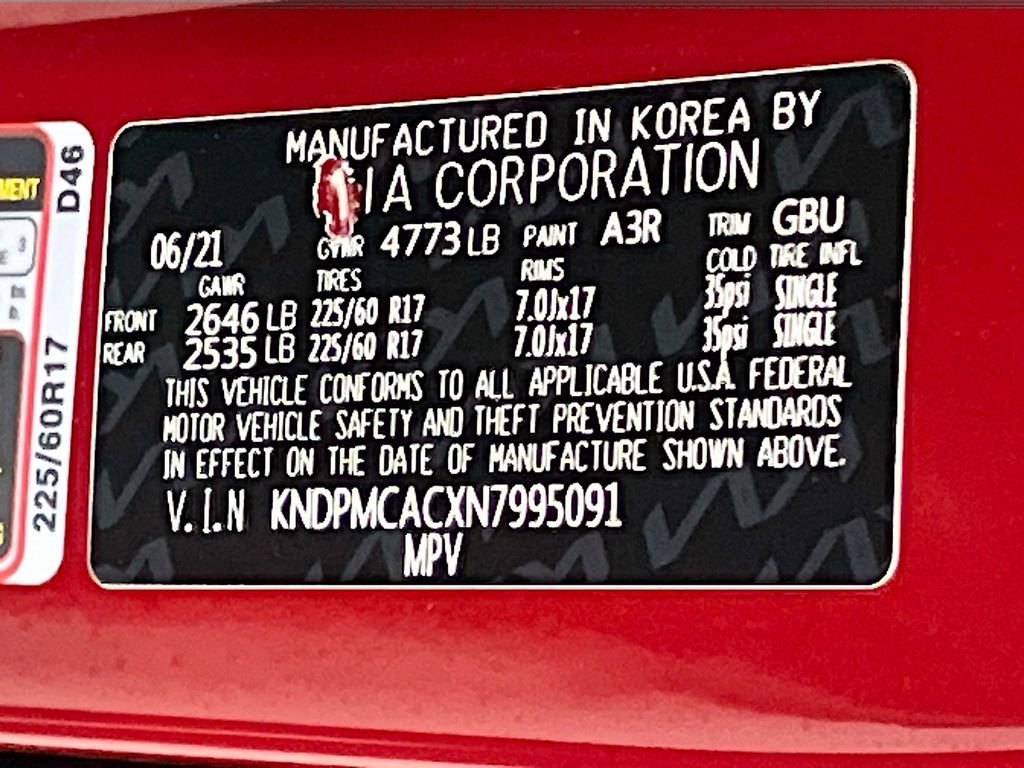 MANUFACTURED IN KOREA BY
IA CORPORATION
06/21 GVWR 4773 LB PAINT A3R TRIM GBU
GAWR TIRES RIMS COLD TIRE INFL
FRONT 2646 LB 225/60 R17 7.0Jx17 35psi SINGLE
REAR 2535 LB 225/60 R17 7.0Jx17 35psi SINGLE
THIS VEHICLE CONFORMS TO ALL APPLICABLE U.S.A. FEDERAL
MOTOR VEHICLE SAFETY AND THEFT PREVENTION STANDARDS
IN EFFECT ON THE DATE OF MANUFACTURE SHOWN ABOVE.
V.I.N KNDPMCACXN7995091
MPV
225/60R17 D46